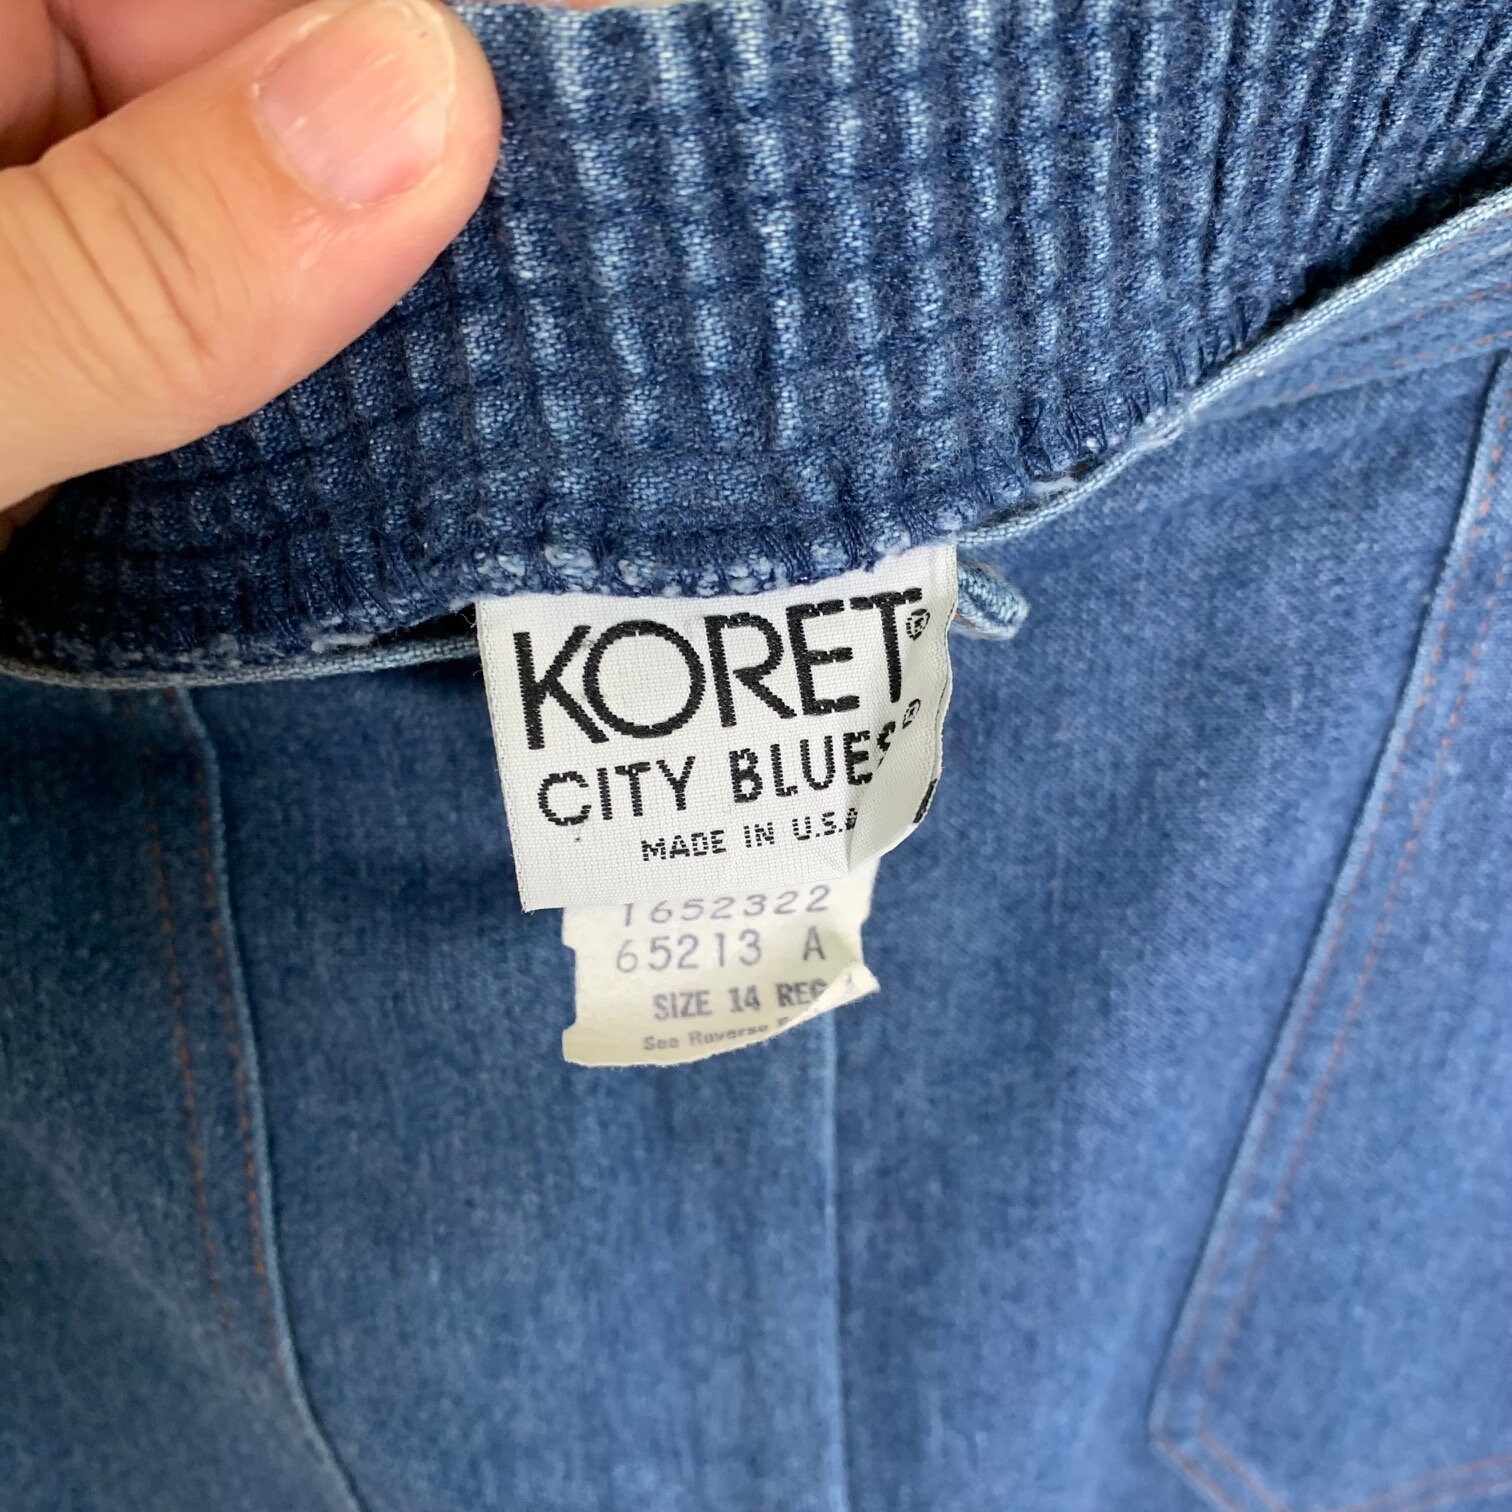 KORET®
CITY BLUES®
MADE IN U.S.A
1652322
65213 A
SIZE 14 REG
See Reverse